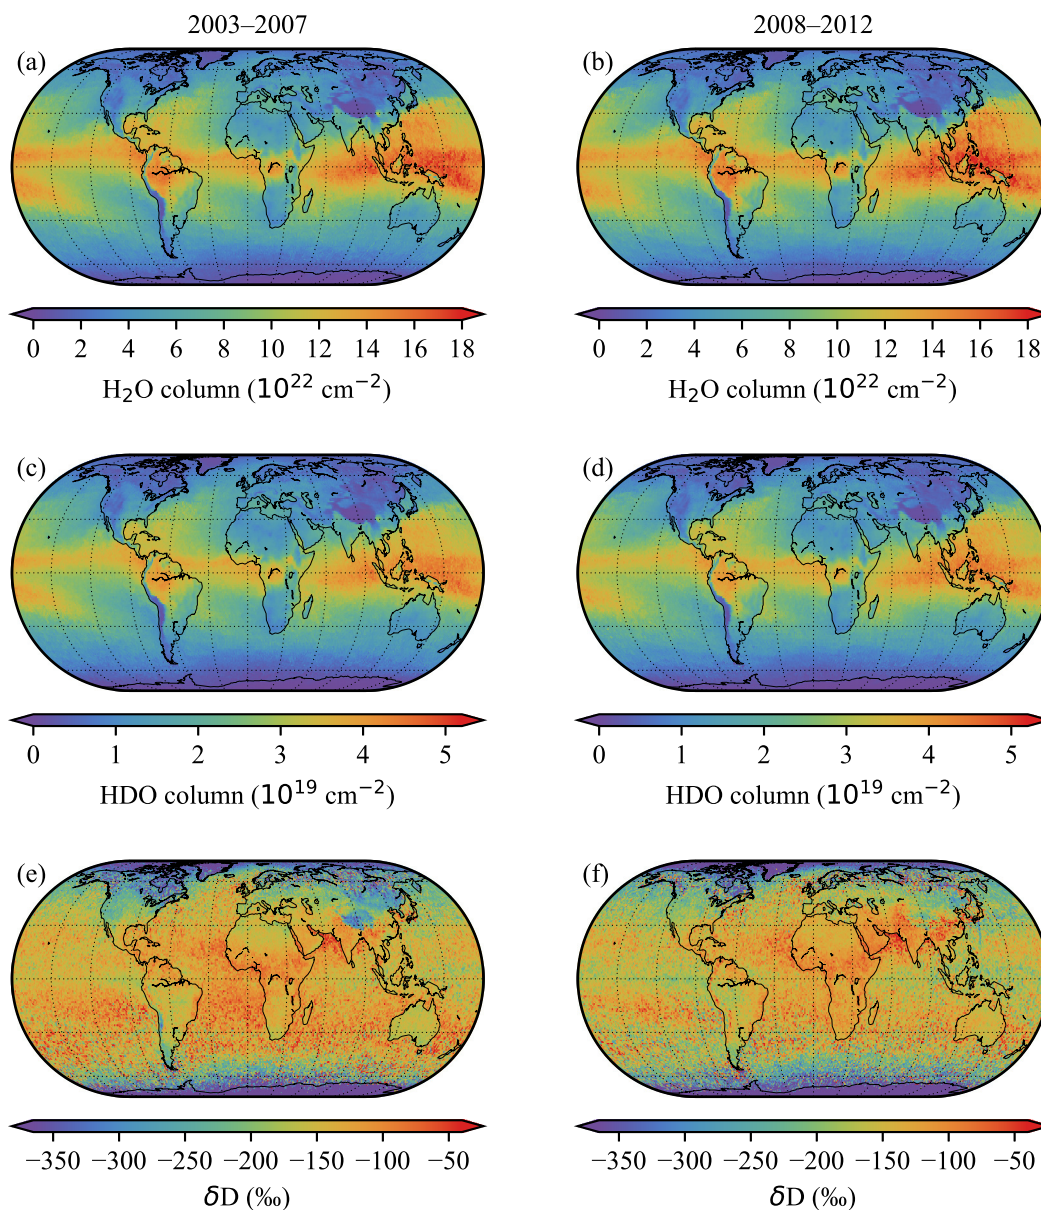 2003–2007 2008–2012
(a) (b)
0 2 4 6 8 10 12 14 16 18 0 2 4 6 8 10 12 14 16 18
H₂O column (10²² cm⁻²) H₂O column (10²² cm⁻²)
(c) (d)
0 1 2 3 4 5 0 1 2 3 4 5
HDO column (10¹⁹ cm⁻²) HDO column (10¹⁹ cm⁻²)
(e) (f)
−350 −300 −250 −200 −150 −100 −50 −350 −300 −250 −200 −150 −100 −50
δD (‰) δD (‰)